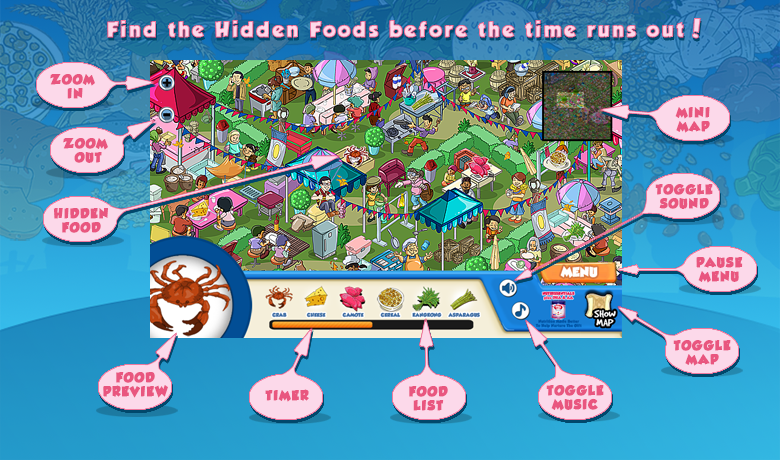 Find the Hidden Foods before the time runs out!
ZOOM
IN
ZOOM
OUT
HIDDEN
FOOD
MINI
MAP
TOGGLE
SOUND
PAUSE
MENU
TOGGLE
MAP
MENU
SHOW
MAP
CRAB
CHEESE
CAMOTE
CEREAL
KANGKONG
ASPARAGUS
FOOD
PREVIEW
TIMER
FOOD
LIST
TOGGLE
MUSIC